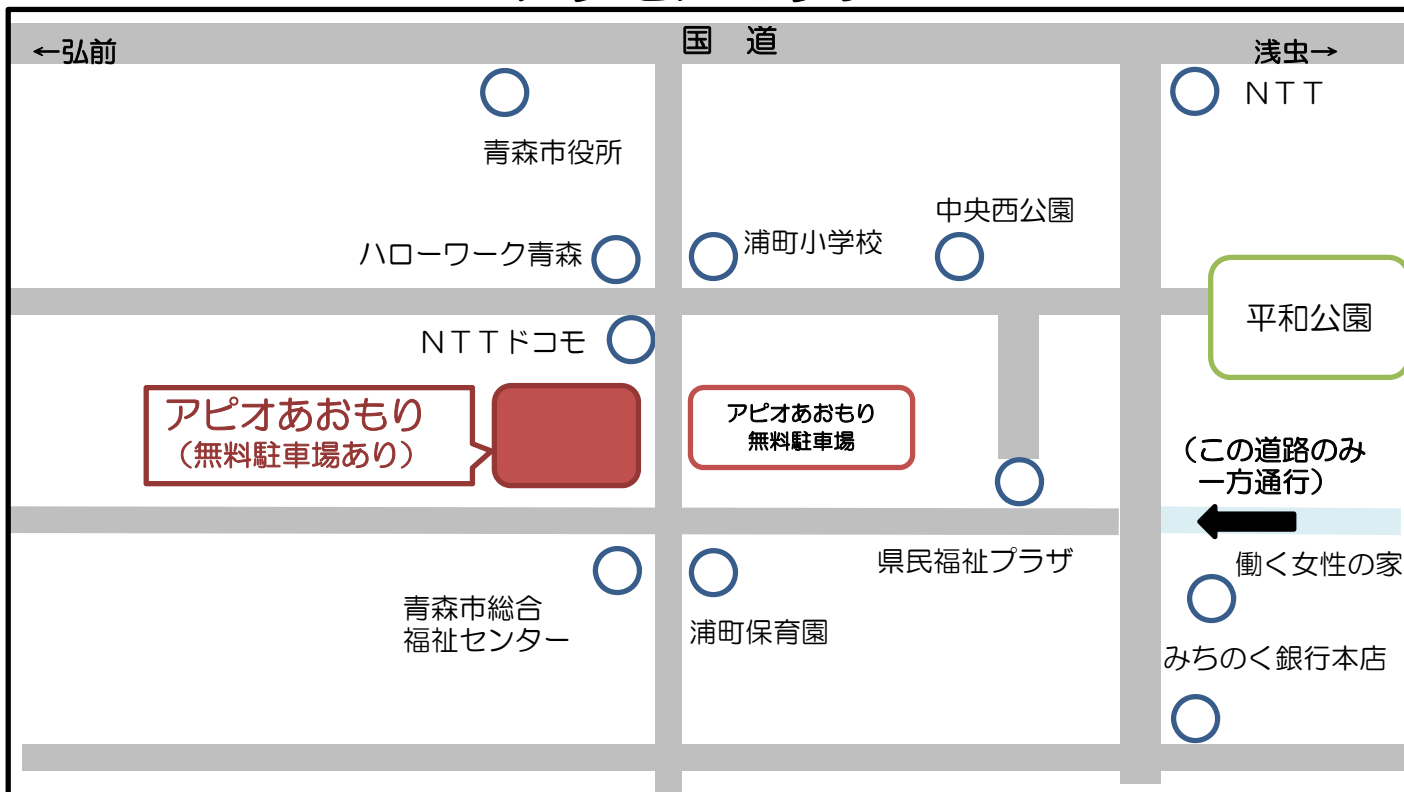 ←弘前
国　道
浅虫→
ＮＴＴ
青森市役所
中央西公園
ハローワーク青森
浦町小学校
平和公園
ＮＴＴドコモ
アピオあおもり
（無料駐車場あり）
アピオあおもり
無料駐車場
（この道路のみ
一方通行）
県民福祉プラザ
働く女性の家
青森市総合
福祉センター
浦町保育園
みちのく銀行本店